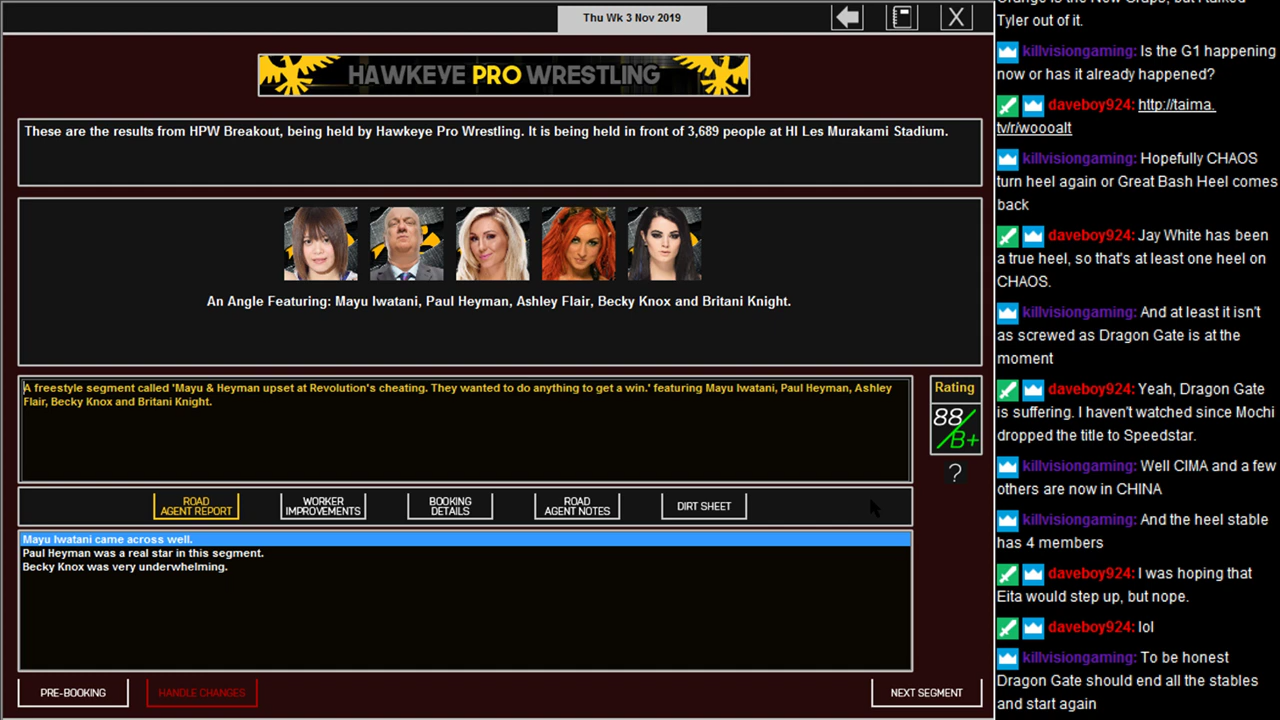 Thu Wk 3 Nov 2019
HAWKEYE PRO WRESTLING
These are the results from HPW Breakout, being held by Hawkeye Pro Wrestling. It is being held in front of 3,689 people at HI Les Murakami Stadium.
An Angle Featuring: Mayu Iwatani, Paul Heyman, Ashley Flair, Becky Knox and Britani Knight.
A freestyle segment called 'Mayu & Heyman upset at Revolution's cheating. They wanted to do anything to get a win.' featuring Mayu Iwatani, Paul Heyman, Ashley
Flair, Becky Knox and Britani Knight.
Rating
88
B+
?
ROAD
AGENT REPORT
WORKER
IMPROVEMENTS
BOOKING
DETAILS
ROAD
AGENT NOTES
DIRT SHEET
Mayu Iwatani came across well.
Paul Heyman was a real star in this segment.
Becky Knox was very underwhelming.
PRE-BOOKING
HANDLE CHANGES
NEXT SEGMENT
Tyler out of it.
killvisiongaming: Is the G1 happening
now or has it already happened?
daveboy924: http://taima.
tv/r/woooalt
killvisiongaming: Hopefully CHAOS
turn heel again or Great Bash Heel comes
back
daveboy924: Jay White has been
a true heel, so that's at least one heel on
CHAOS.
killvisiongaming: And at least it isn't
as screwed as Dragon Gate is at the
moment
daveboy924: Yeah, Dragon Gate
is suffering. I haven't watched since Mochi
dropped the title to Speedstar.
killvisiongaming: Well CIMA and a few
others are now in CHINA
killvisiongaming: And the heel stable
has 4 members
daveboy924: I was hoping that
Eita would step up, but nope.
daveboy924: lol
killvisiongaming: To be honest
Dragon Gate should end all the stables
and start again